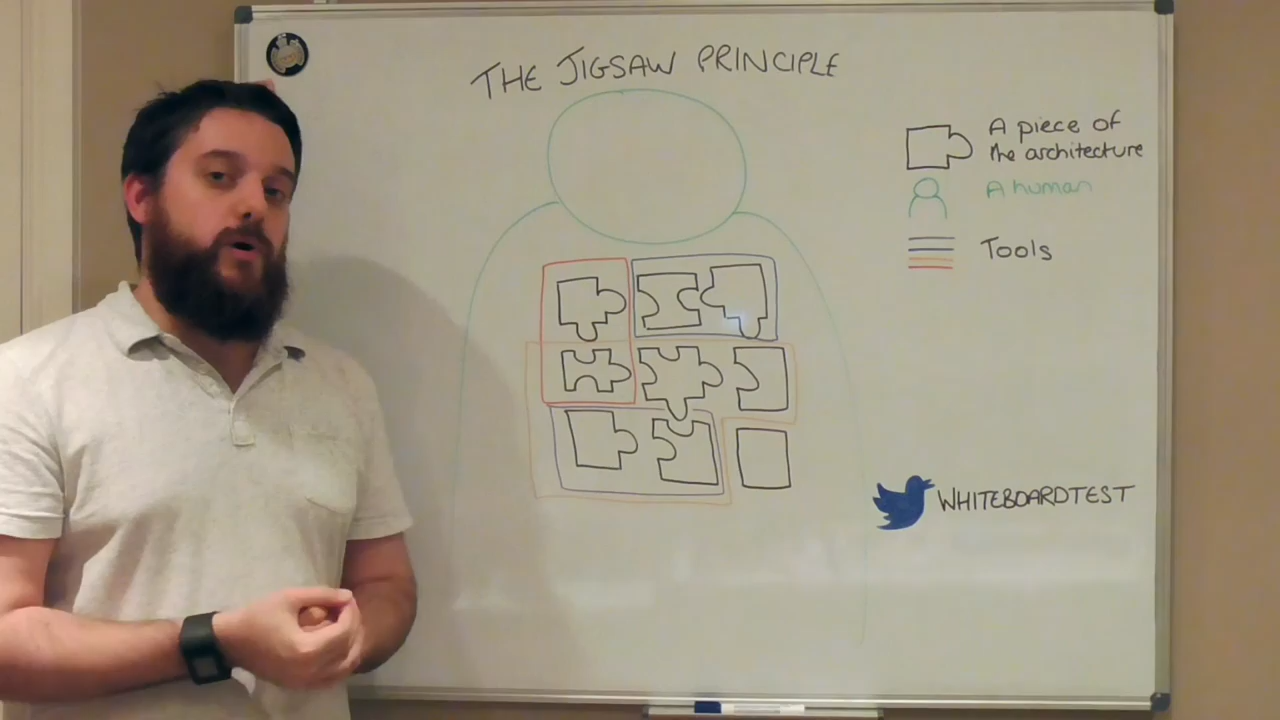 THE JIGSAW PRINCIPLE
A piece of
the architecture
A human
Tools
WHITEBOARDTEST